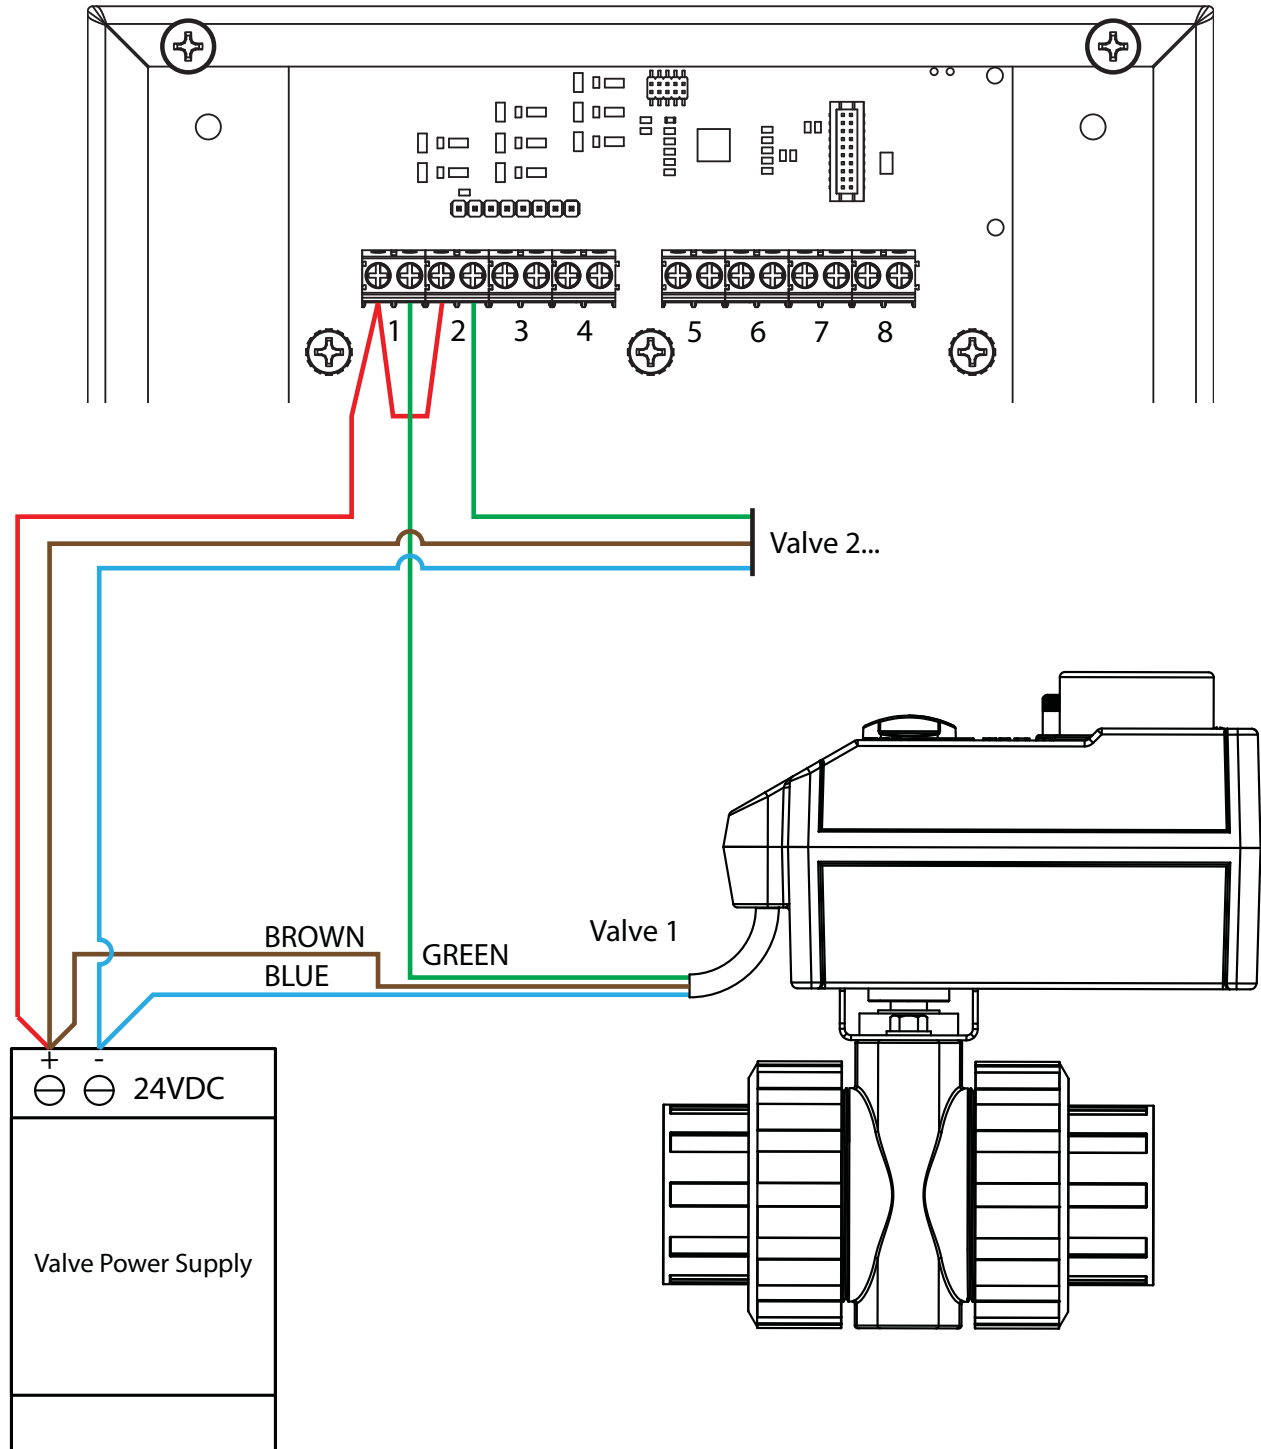 1 2 3 4 5 6 7 8
Valve 2...
Valve 1
BROWN
GREEN
BLUE
+ -
24VDC
Valve Power Supply